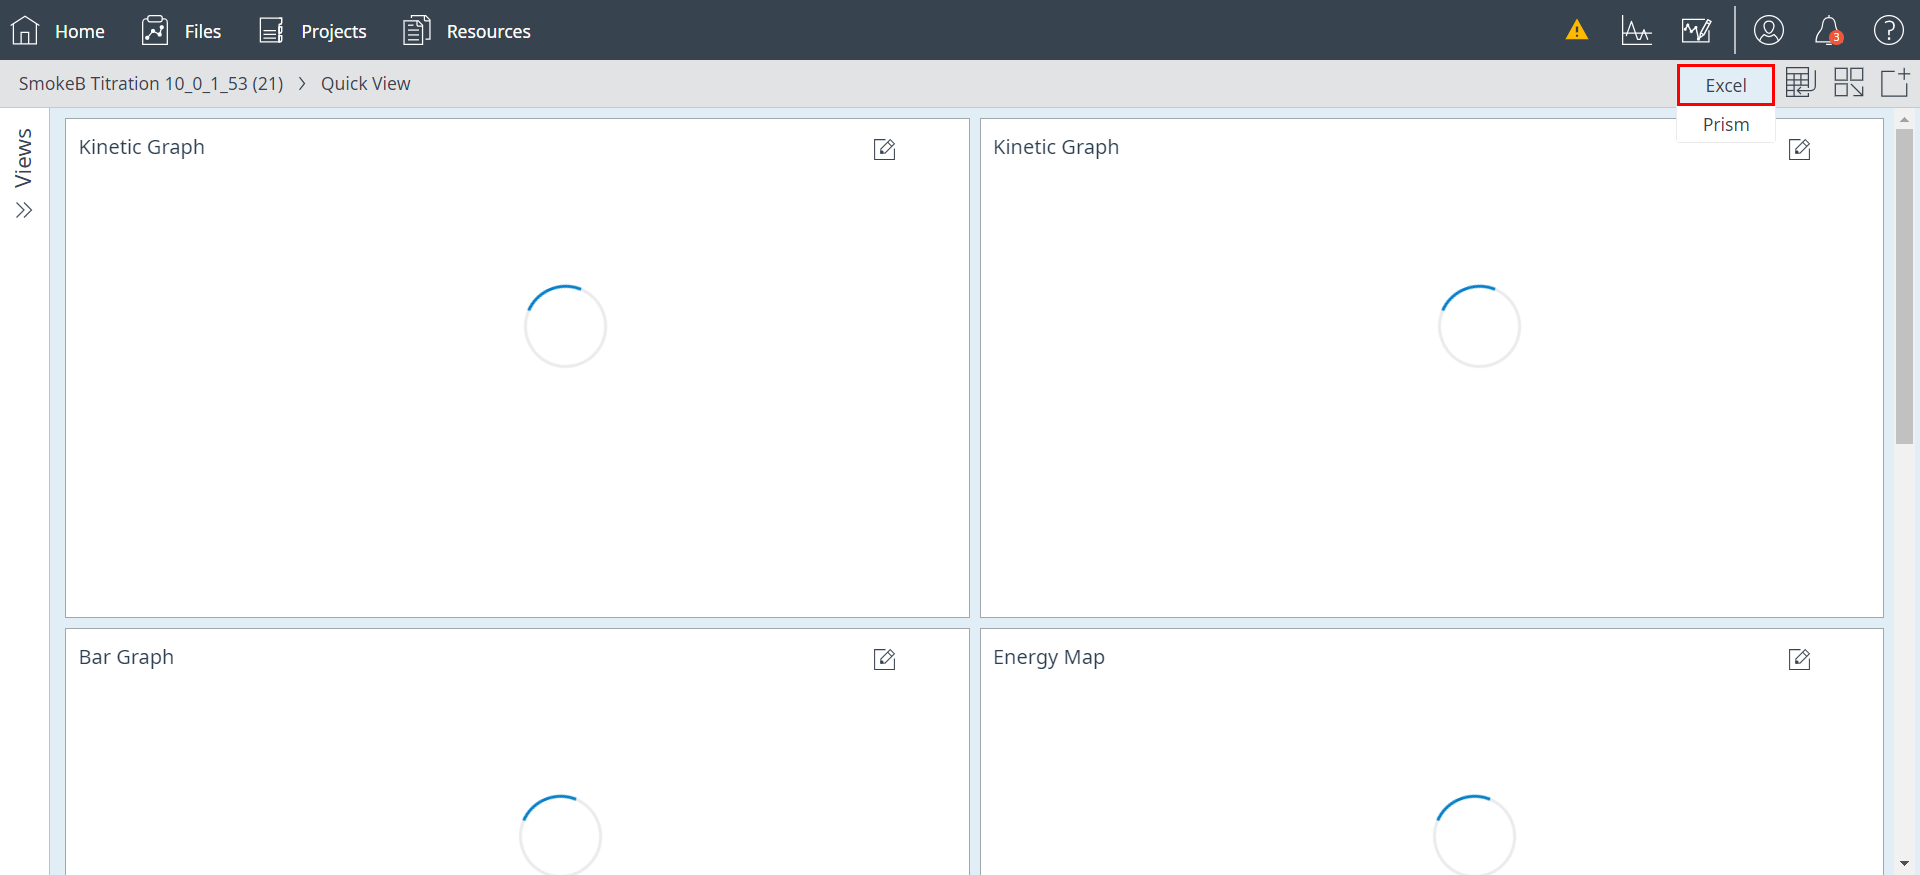 Home
Files
Projects
Resources
3
SmokeB Titration 10_0_1_53 (21)
Quick View
Excel
Prism
Views
Kinetic Graph
Kinetic Graph
Bar Graph
Energy Map